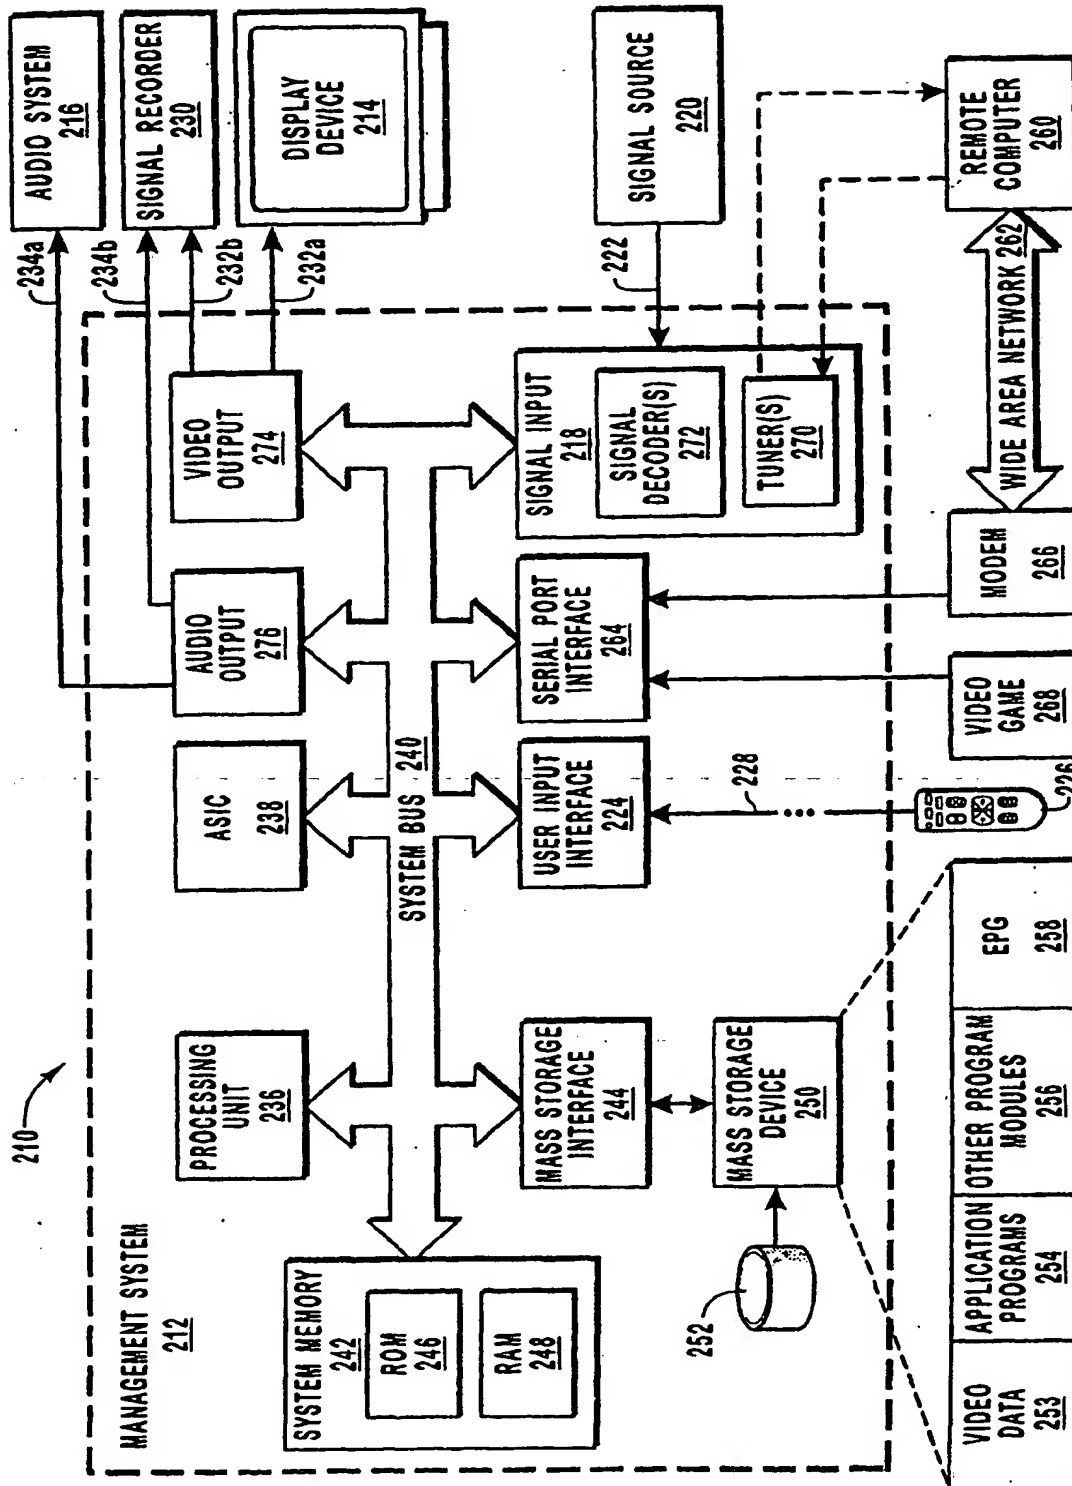 210
MANAGEMENT SYSTEM
212
SYSTEM MEMORY
242
ROM
246
RAM
248
PROCESSING
UNIT
236
ASIC
238
AUDIO
OUTPUT
276
VIDEO
OUTPUT
274
234a
234b
232b
232a
AUDIO SYSTEM
216
SIGNAL RECORDER
230
DISPLAY
DEVICE
214
SYSTEM BUS 240
MASS STORAGE
INTERFACE
244
USER INPUT
INTERFACE
224
SERIAL PORT
INTERFACE
264
SIGNAL INPUT
218
SIGNAL
DECODER(S)
272
TUNER(S)
270
222
SIGNAL SOURCE
220
252
MASS STORAGE
DEVICE
250
228
226
VIDEO
GAME
268
MODEM
266
WIDE AREA NETWORK 262
REMOTE
COMPUTER
260
VIDEO
DATA
253
APPLICATION
PROGRAMS
254
OTHER PROGRAM
MODULES
256
EPG
258